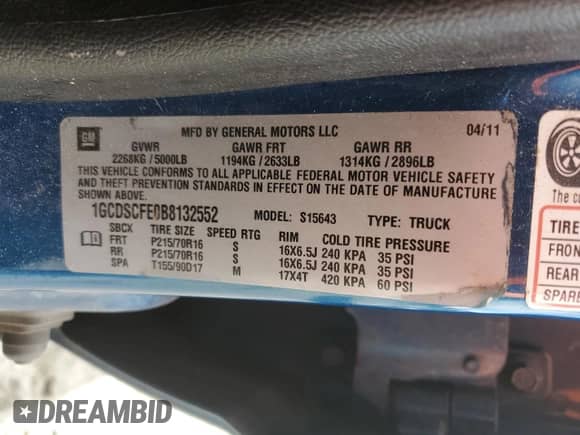 GM
MFD BY GENERAL MOTORS LLC 04/11
GVWR GAWR FRT GAWR RR
2268KG / 5000LB 1194KG / 2633LB 1314KG / 2896LB
THIS VEHICLE CONFORMS TO ALL APPLICABLE FEDERAL MOTOR VEHICLE SAFETY
AND THEFT PREVENTION STANDARDS IN EFFECT ON THE DATE OF MANUFACTURE
SHOWN ABOVE.
1GCDSCFE0B8132552 MODEL: S15643 TYPE: TRUCK
SBCX TIRE SIZE SPEED RTG RIM COLD TIRE PRESSURE
FRT P215/70R16 S 16X6.5J 240 KPA 35 PSI
RR P215/70R16 S 16X6.5J 240 KPA 35 PSI
SPA T155/90D17 M 17X4T 420 KPA 60 PSI
TIRE
FRON
REAR
SPARE
DREAMBID